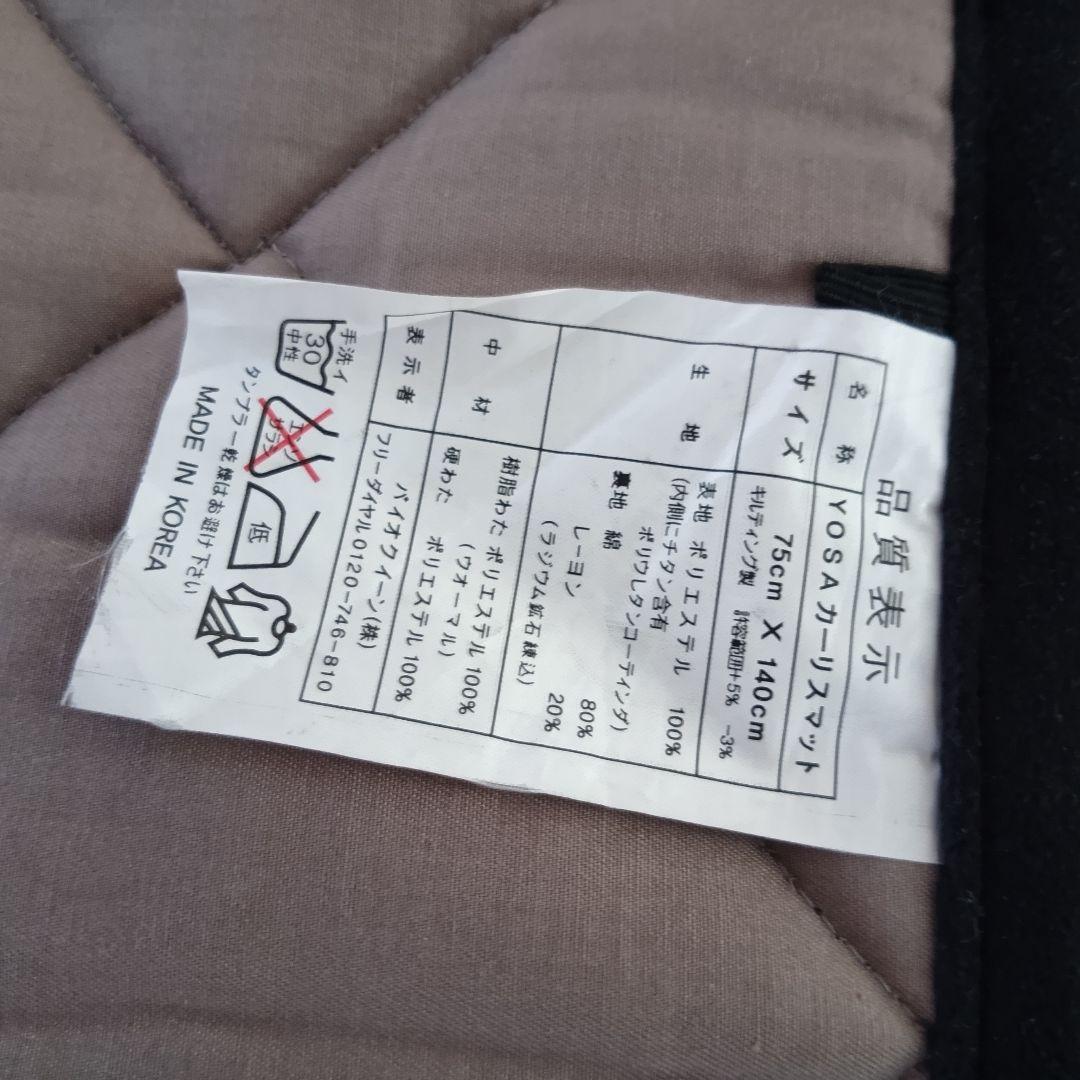 品質表示
名称 YOSAカーリスマット
サイズ 75cm X 140cm
キルティング製 許容範囲+5% −3%
生地 表地 ポリエステル 100%
(内側にチタン含有
ポリウレタンコーティング)
裏地 綿 80%
レーヨン 20%
(ラジウム鉱石練込)
中材 樹脂わた ポリエステル 100%
(ウォーマル)
硬わた ポリエステル 100%
表示者 バイオクイーン(株)
フリーダイヤル0120-746-810
手洗イ
30
中性
エンソ
サラシ
低
タンブラー乾燥はお避け下さい
MADE IN KOREA